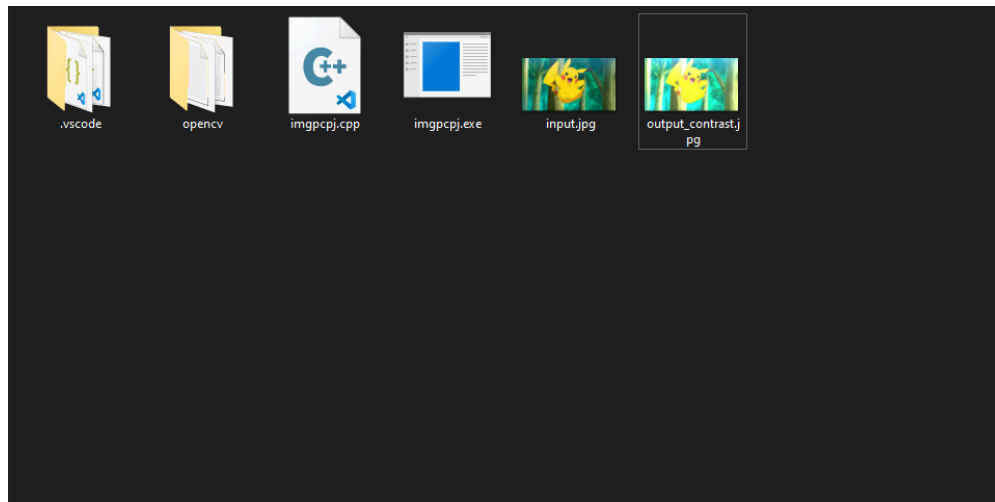 .vscode
opencv
C++
imgpcpj.cpp
imgpcpj.exe
input.jpg
output_contrast.j
pg